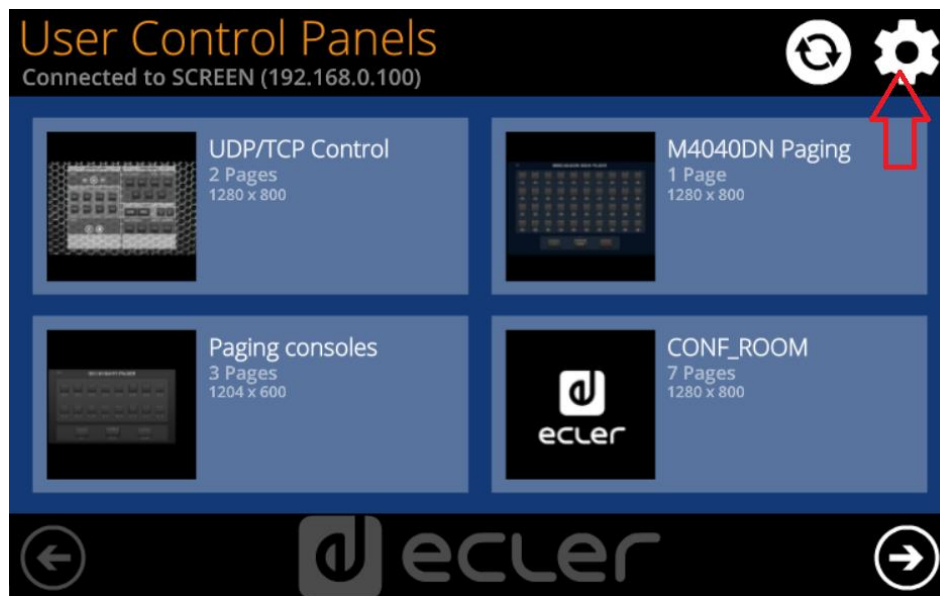 User Control Panels
Connected to SCREEN (192.168.0.100)
UDP/TCP Control
2 Pages
1280 x 800
M4040DN Paging
1 Page
1280 x 800
Paging consoles
3 Pages
1204 x 600
CONF_ROOM
7 Pages
1280 x 800
ecler
ecler